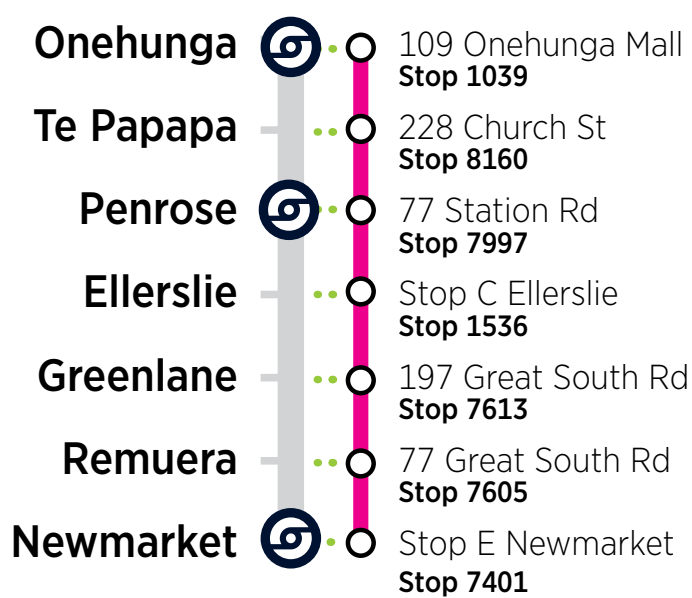 Onehunga
109 Onehunga Mall
Stop 1039
Te Papapa
228 Church St
Stop 8160
Penrose
77 Station Rd
Stop 7997
Ellerslie
Stop C Ellerslie
Stop 1536
Greenlane
197 Great South Rd
Stop 7613
Remuera
77 Great South Rd
Stop 7605
Newmarket
Stop E Newmarket
Stop 7401